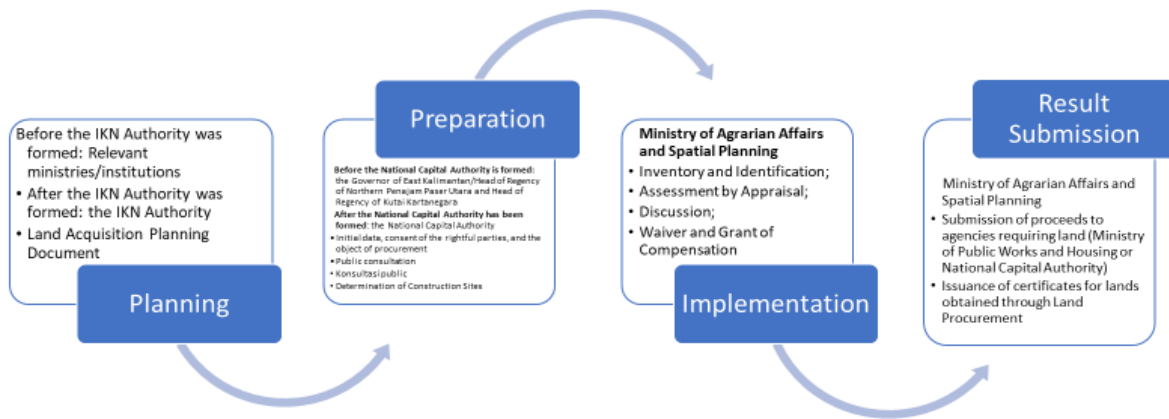 Before the IKN Authority was
formed: Relevant
ministries/institutions
• After the IKN Authority was
formed: the IKN Authority
• Land Acquisition Planning
Document
Planning
Preparation
Before the National Capital Authority is formed:
the Governor of East Kalimantan/Head of Regency
of Northern Penajam Paser Utara and Head of
Regency of Kutai Kartanegara
After the National Capital Authority has been
formed: the National Capital Authority
• Initial data, consent of the rightful parties, and the
object of procurement
• Public consultation
• Konsultasi public
• Determination of Construction Sites
Ministry of Agrarian Affairs
and Spatial Planning
• Inventory and Identification;
• Assessment by Appraisal;
• Discussion;
• Waiver and Grant of
Compensation
Implementation
Result
Submission
Ministry of Agrarian Affairs and
Spatial Planning
• Submission of proceeds to
agencies requiring land (Ministry
of Public Works and Housing or
National Capital Authority)
• Issuance of certificates for lands
obtained through Land
Procurement